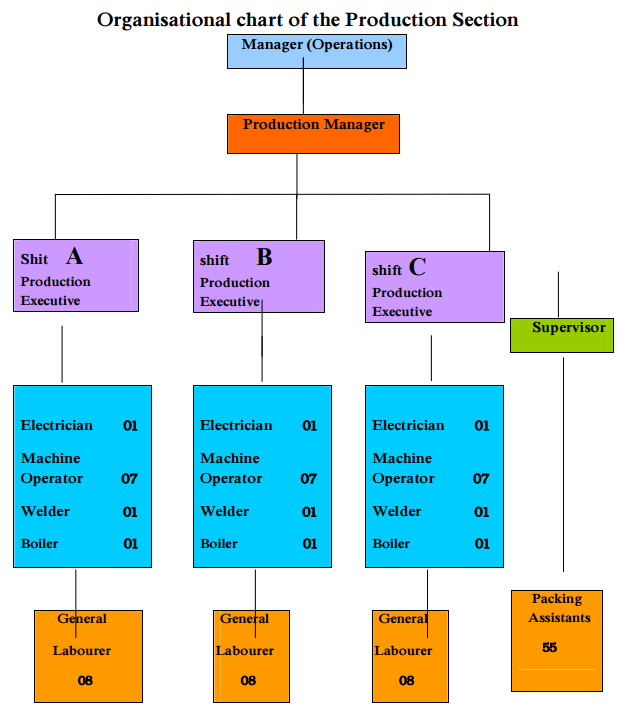 Organisational chart of the Production Section
Manager (Operations)
Production Manager
Shit A
Production
Executive
shift B
Production
Executive
shift C
Production
Executive
Supervisor
Electrician 01
Machine
Operator 07
Welder 01
Boiler 01
Electrician 01
Machine
Operator 07
Welder 01
Boiler 01
Electrician 01
Machine
Operator 07
Welder 01
Boiler 01
General
Labourer
08
General
Labourer
08
General
Labourer
08
Packing
Assistants
55